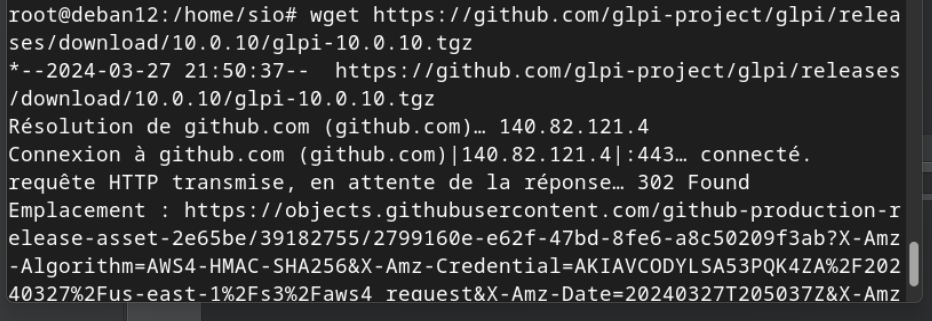 root@deban12:/home/sio# wget https://github.com/glpi-project/glpi/relea
ses/download/10.0.10/glpi-10.0.10.tgz
*--2024-03-27 21:50:37--  https://github.com/glpi-project/glpi/releases
/download/10.0.10/glpi-10.0.10.tgz
Résolution de github.com (github.com)… 140.82.121.4
Connexion à github.com (github.com)|140.82.121.4|:443… connecté.
requête HTTP transmise, en attente de la réponse… 302 Found
Emplacement : https://objects.githubusercontent.com/github-production-r
elease-asset-2e65be/39182755/2799160e-e62f-47bd-8fe6-a8c50209f3ab?X-Amz
-Algorithm=AWS4-HMAC-SHA256&X-Amz-Credential=AKIAVCODYLSA53PQK4ZA%2F202
40327%2Fus-east-1%2Fs3%2Faws4_request&X-Amz-Date=20240327T205037Z&X-Amz